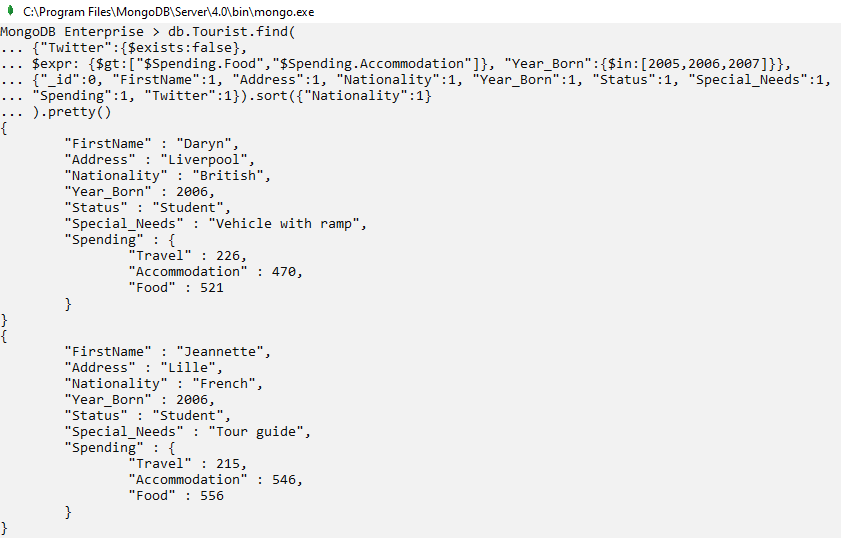 C:\Program Files\MongoDB\Server\4.0\bin\mongo.exe
MongoDB Enterprise > db.Tourist.find(
... {"Twitter":{$exists:false},
... $expr: {$gt:["$Spending.Food","$Spending.Accommodation"]}, "Year_Born":{$in:[2005,2006,2007]}},
... {"_id":0, "FirstName":1, "Address":1, "Nationality":1, "Year_Born":1, "Status":1, "Special_Needs":1,
... "Spending":1, "Twitter":1}).sort({"Nationality":1}
... ).pretty()
{
        "FirstName" : "Daryn",
        "Address" : "Liverpool",
        "Nationality" : "British",
        "Year_Born" : 2006,
        "Status" : "Student",
        "Special_Needs" : "Vehicle with ramp",
        "Spending" : {
                "Travel" : 226,
                "Accommodation" : 470,
                "Food" : 521
        }
}
{
        "FirstName" : "Jeannette",
        "Address" : "Lille",
        "Nationality" : "French",
        "Year_Born" : 2006,
        "Status" : "Student",
        "Special_Needs" : "Tour guide",
        "Spending" : {
                "Travel" : 215,
                "Accommodation" : 546,
                "Food" : 556
        }
}